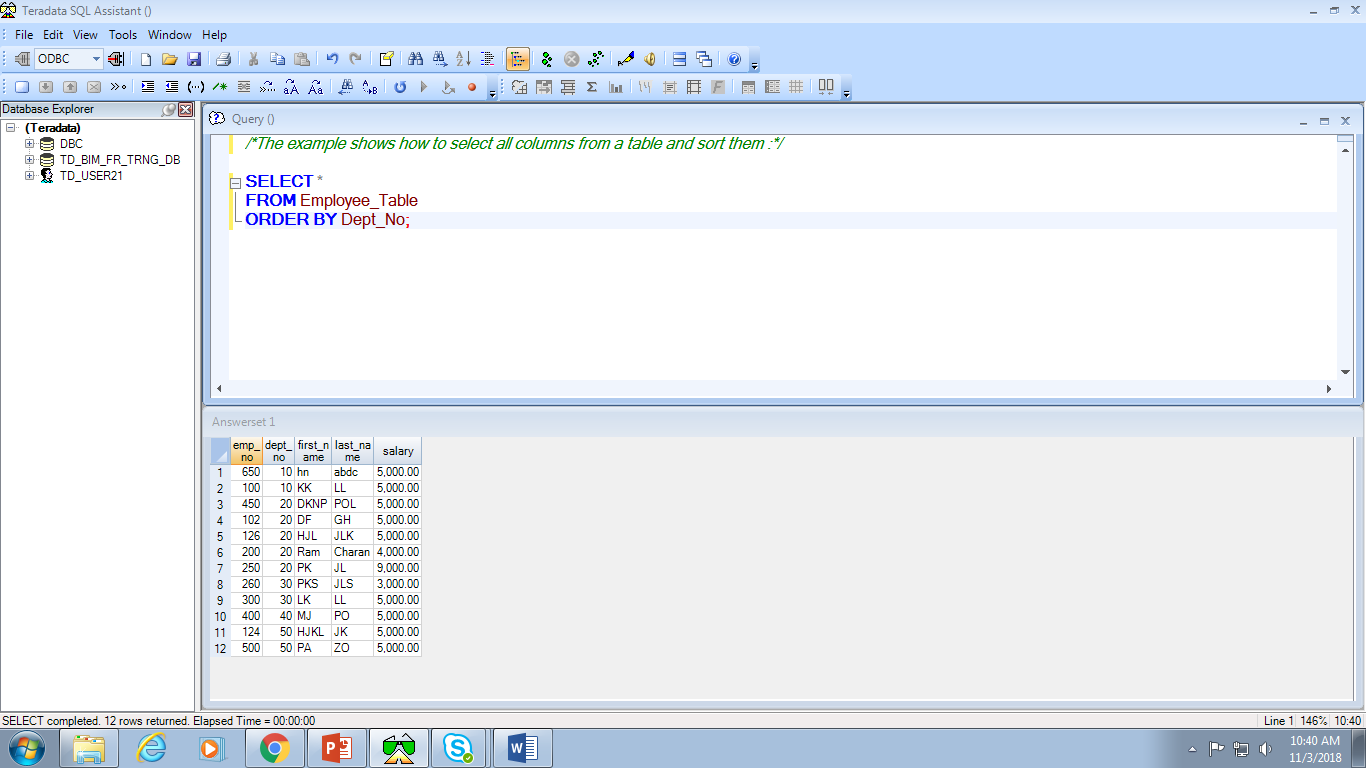 Teradata SQL Assistant ()
File Edit View Tools Window Help
ODBC
Database Explorer
(Teradata)
DBC
TD_BIM_FR_TRNG_DB
TD_USER21
Query ()
/*The example shows how to select all columns from a table and sort them :*/
SELECT *
FROM Employee_Table
ORDER BY Dept_No;
Answerset 1
emp_no dept_no first_name last_name salary
1 650 10 hn abdc 5,000.00
2 100 10 KK LL 5,000.00
3 450 20 DKNP POL 5,000.00
4 102 20 DF GH 5,000.00
5 126 20 HJL JLK 5,000.00
6 200 20 Ram Charan 4,000.00
7 250 20 PK JL 9,000.00
8 260 30 PKS JLS 3,000.00
9 300 30 LK LL 5,000.00
10 400 40 MJ PO 5,000.00
11 124 50 HJKL JK 5,000.00
12 500 50 PA ZO 5,000.00
SELECT completed. 12 rows returned. Elapsed Time = 00:00:00
Line 1 146% 10:40
10:40 AM
11/3/2018